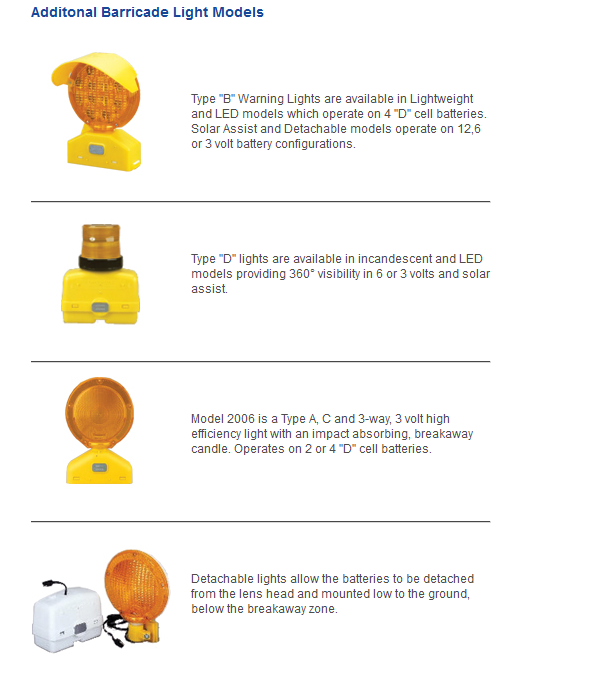 Additonal Barricade Light Models
Type "B" Warning Lights are available in Lightweight
and LED models which operate on 4 "D" cell batteries.
Solar Assist and Detachable models operate on 12,6
or 3 volt battery configurations.
Type "D" lights are available in incandescent and LED
models providing 360° visibility in 6 or 3 volts and solar
assist.
Model 2006 is a Type A, C and 3-way, 3 volt high
efficiency light with an impact absorbing, breakaway
candle. Operates on 2 or 4 "D" cell batteries.
Detachable lights allow the batteries to be detached
from the lens head and mounted low to the ground,
below the breakaway zone.